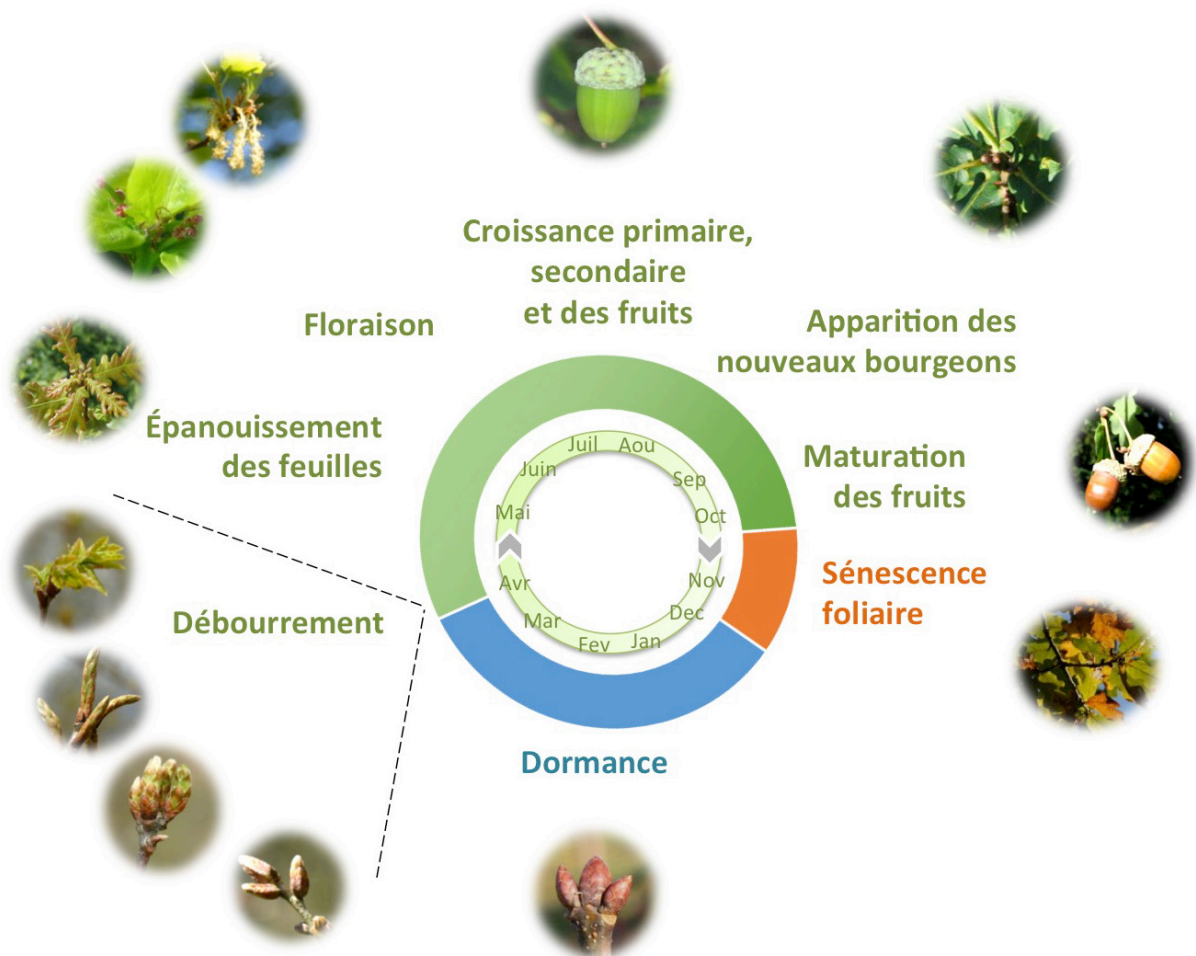 Croissance primaire,
secondaire
et des fruits
Floraison
Apparition des
nouveaux bourgeons
Épanouissement
des feuilles
Maturation
des fruits
Débourrement
Sénescence
foliaire
Dormance
Juil
Aou
Juin
Sep
Mai
Oct
Avr
Nov
Mar
Dec
Fev
Jan